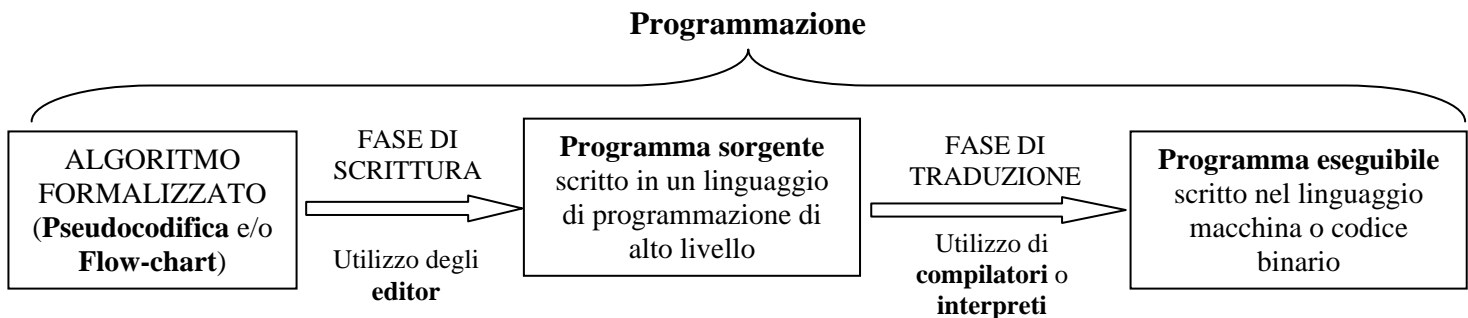 Programmazione
ALGORITMO
FORMALIZZATO
(Pseudocodifica e/o
Flow-chart)
FASE DI
SCRITTURA
Utilizzo degli
editor
Programma sorgente
scritto in un linguaggio
di programmazione di
alto livello
FASE DI
TRADUZIONE
Utilizzo di
compilatori o
interpreti
Programma eseguibile
scritto nel linguaggio
macchina o codice
binario